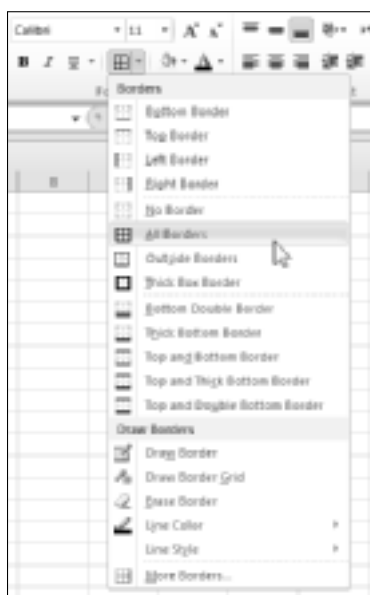 Calibri 11 A A
B I U A
Borders
Bottom Border
Top Border
Left Border
Right Border
No Border
All Borders
Outside Borders
Thick Box Border
Bottom Double Border
Thick Bottom Border
Top and Bottom Border
Top and Thick Bottom Border
Top and Double Bottom Border
Draw Borders
Draw Border
Draw Border Grid
Erase Border
Line Color
Line Style
More Borders...